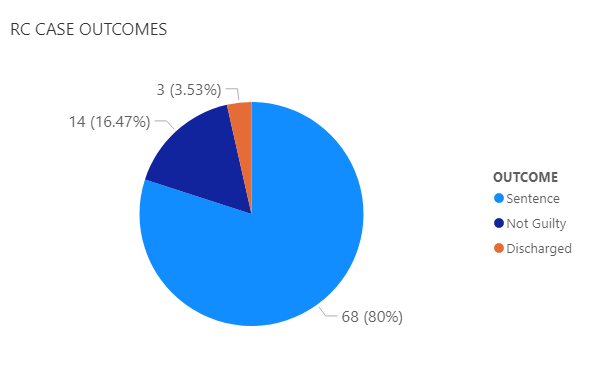 RC CASE OUTCOMES
3 (3.53%)
14 (16.47%)
68 (80%)
OUTCOME
Sentence
Not Guilty
Discharged